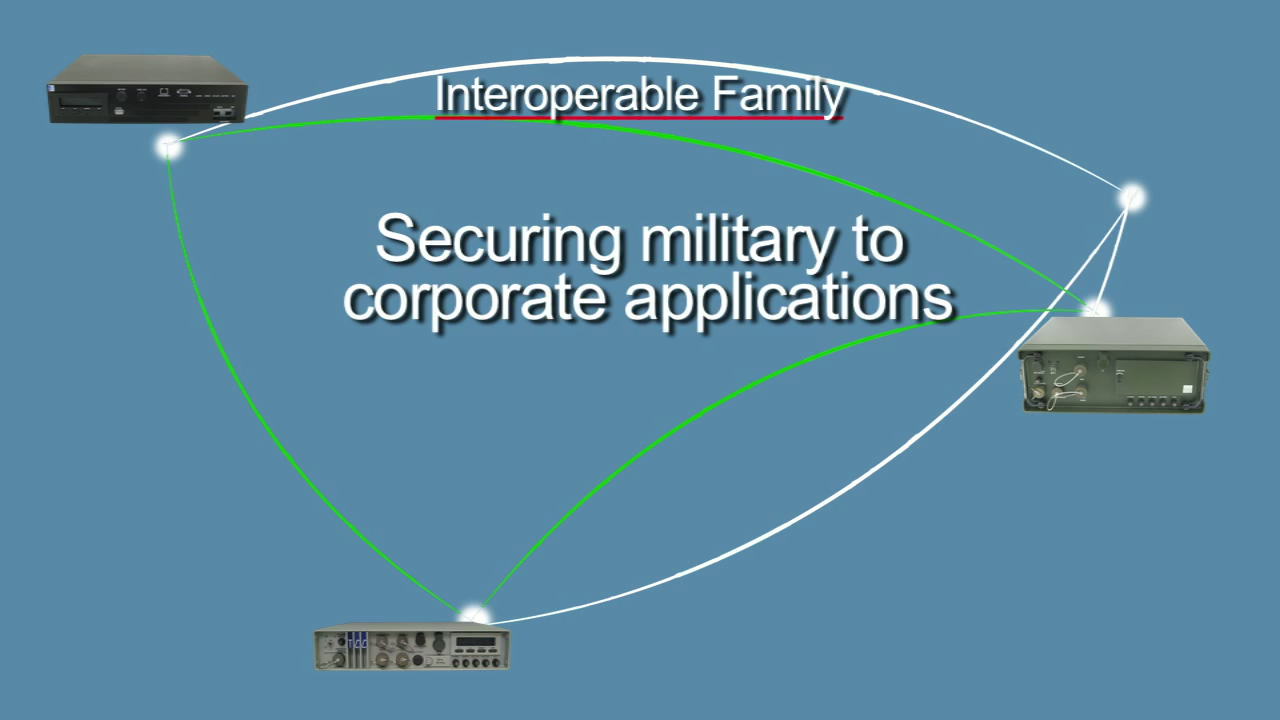 Interoperable Family
Securing military to
corporate applications